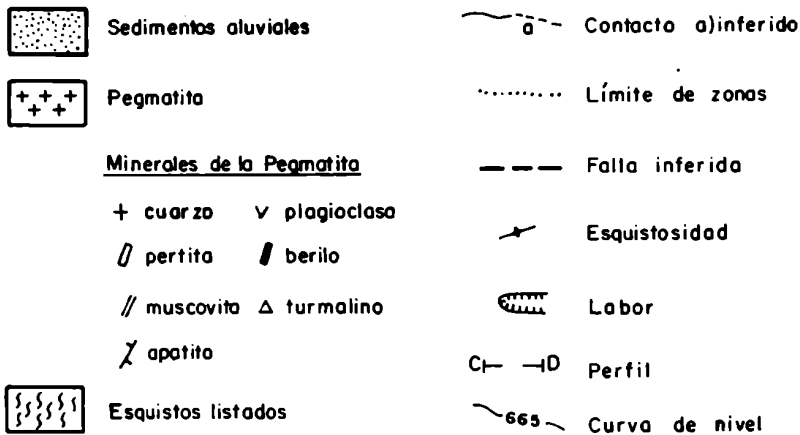 Sedimentos aluviales
Pegmatita
Minerales de la Pegmatita
cuarzo
plagioclasa
pertita
berilo
muscovita
turmalino
apatito
Esquistos listados
a
Contacto a)inferido
Límite de zonas
Falla inferida
Esquistosidad
Labor
C D Perfil
665 Curva de nivel